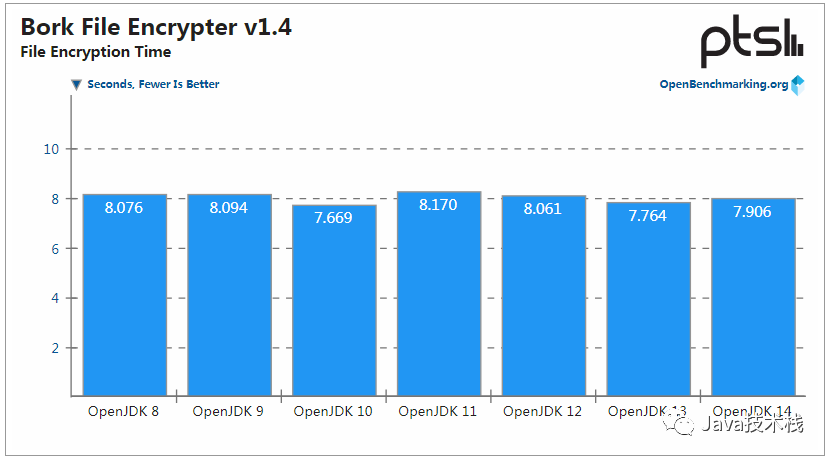 Bork File Encrypter v1.4
File Encryption Time
ptsl
Seconds, Fewer Is Better
OpenBenchmarking.org
10
8
6
4
2
8.076
8.094
7.669
8.170
8.061
7.764
7.906
OpenJDK 8
OpenJDK 9
OpenJDK 10
OpenJDK 11
OpenJDK 12
OpenJDK 13
OpenJDK 14
Java技术栈